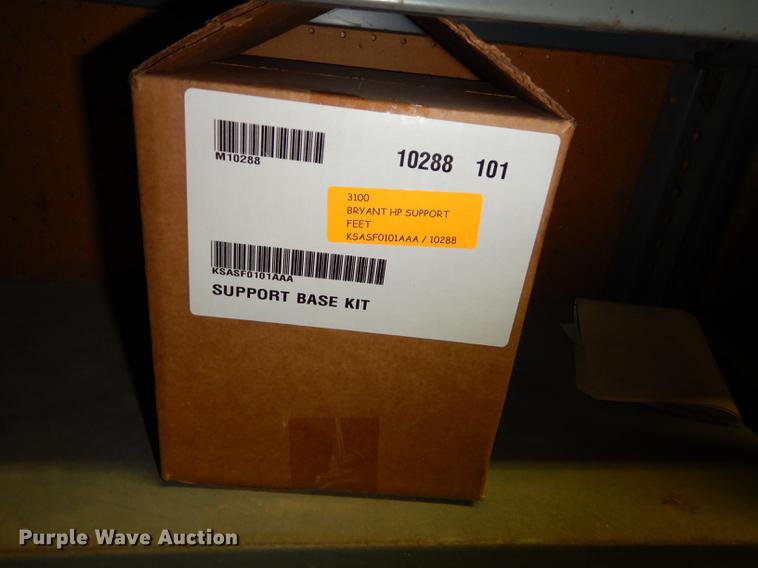 M10288
10288 101
3100
BRYANT HP SUPPORT
FEET
KSASF0101AAA / 10288
KSASF0101AAA
SUPPORT BASE KIT
Purple Wave Auction